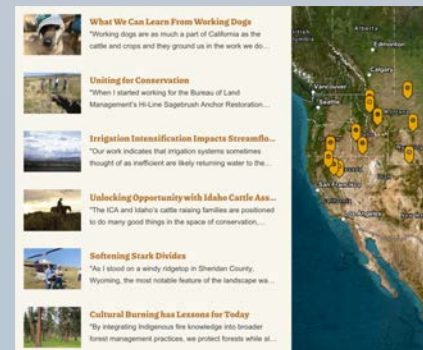 What We Can Learn From Working Dogs
"Working dogs are as much a part of California as the
cattle and crops and they ground us in the work we do...
Uniting for Conservation
"When I started working for the Bureau of Land
Management's Hi-Line Sagebrush Anchor Restoration...
Irrigation Intensification Impacts Streamflo...
"Our work indicates that irrigation systems sometimes
thought of as inefficient are likely returning water to the...
Unlocking Opportunity with Idaho Cattle Ass...
"The ICA and Idaho's cattle raising families are positioned
to do many good things in the space of conservation,...
Softening Stark Divides
"As I stood on a windy ridgetop in Sheridan County,
Wyoming, the most notable feature of the landscape wa...
Cultural Burning has Lessons for Today
"By integrating Indigenous fire knowledge into broader
forest management practices, we protect forests while al...
Alberta
Edmonton
Calgary
Vancouver
Seattle
San Francisco
California
Los Angeles